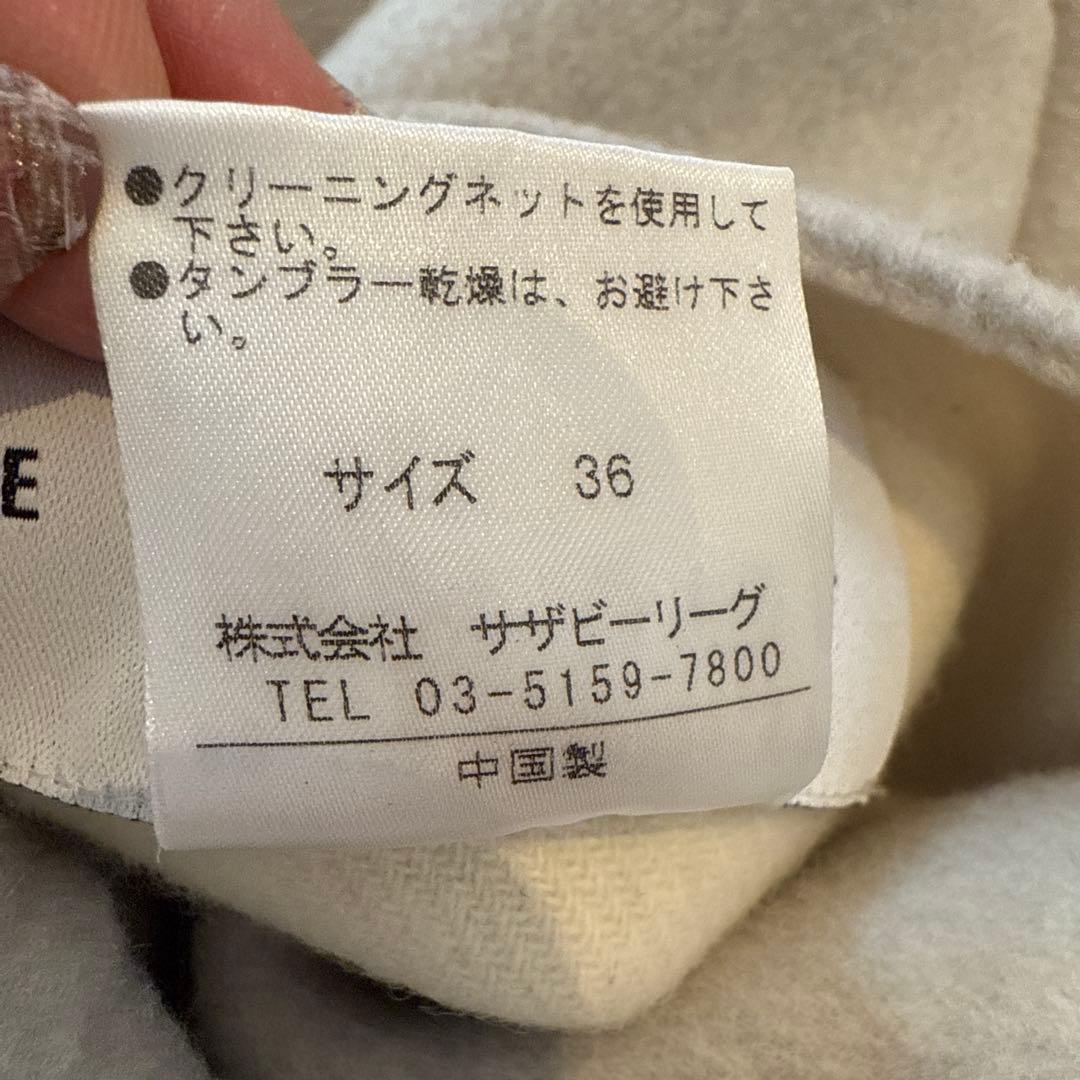 ●クリーニングネットを使用して
下さい。
●タンブラー乾燥は、お避け下さ
い。
E
サイズ 36
株式会社 サザビーリーグ
TEL 03-5159-7800
中国製